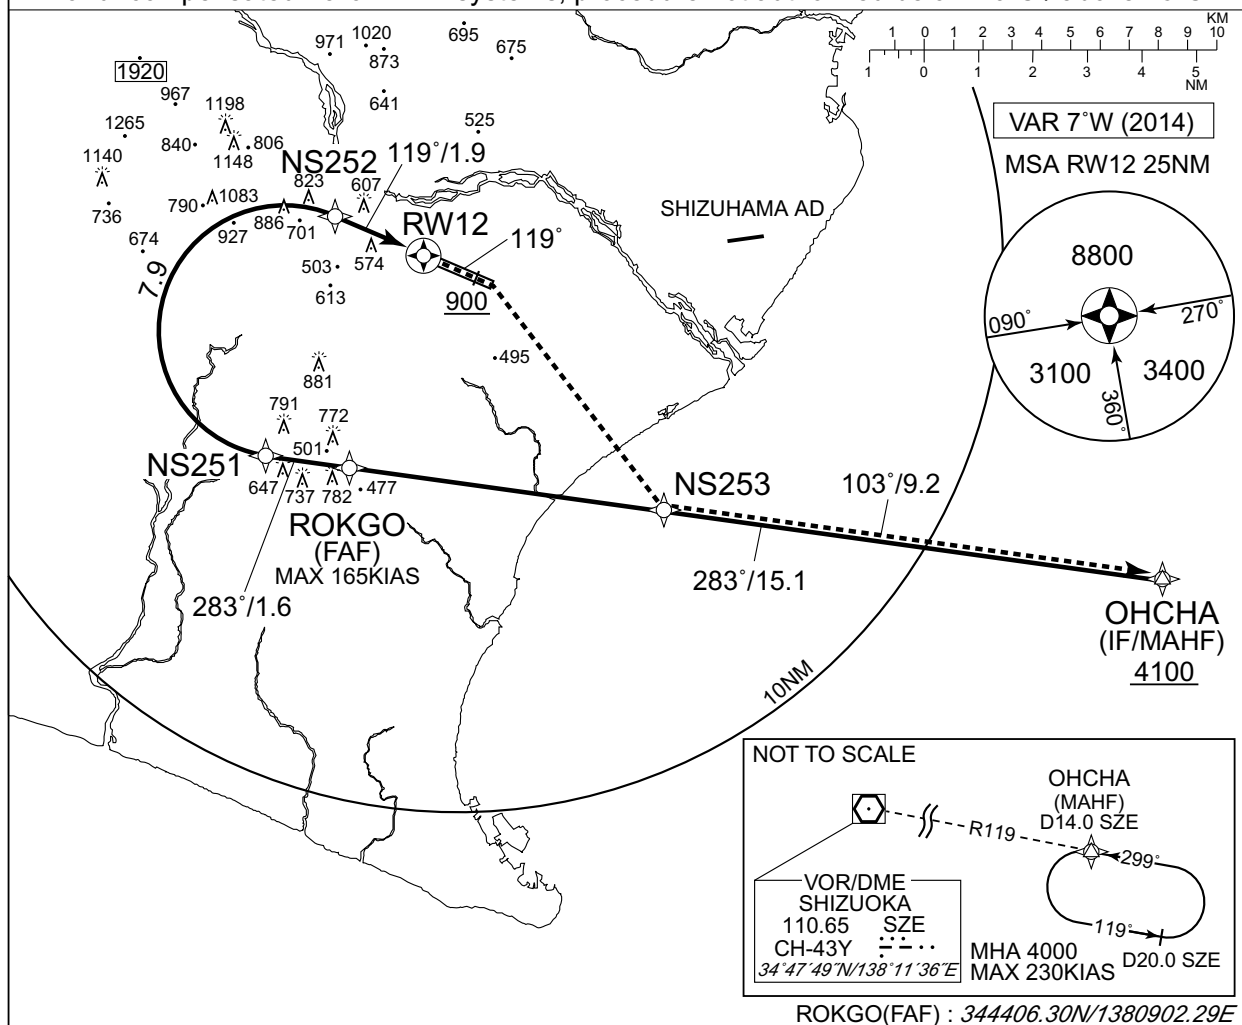 KM
1 0 1 2 3 4 5 6 7 8 9 10
1 0 1 2 3 4 5
NM
VAR 7°W (2014)
MSA RW12 25NM
8800
090°
270°
3100
3400
360°
971
1020
873
695
675
1920
967
641
1198
1265
840
1148
806
525
1140
NS252
119°/1.9
823
607
736
790
1083
886
701
927
RW12
119°
574
SHIZUHAMA AD
674
503
613
900
7.9
495
881
791
772
501
NS251
647
737
782
477
ROKGO
(FAF)
MAX 165KIAS
283°/1.6
NS253
103°/9.2
283°/15.1
OHCHA
(IF/MAHF)
4100
10NM
NOT TO SCALE
OHCHA
(MAHF)
D14.0 SZE
R119
299°
119°
D20.0 SZE
VOR/DME
SHIZUOKA
110.65 SZE
CH-43Y
34°47′49″N/138°11′36″E
MHA 4000
MAX 230KIAS
ROKGO(FAF) : 344406.30N/1380902.29E